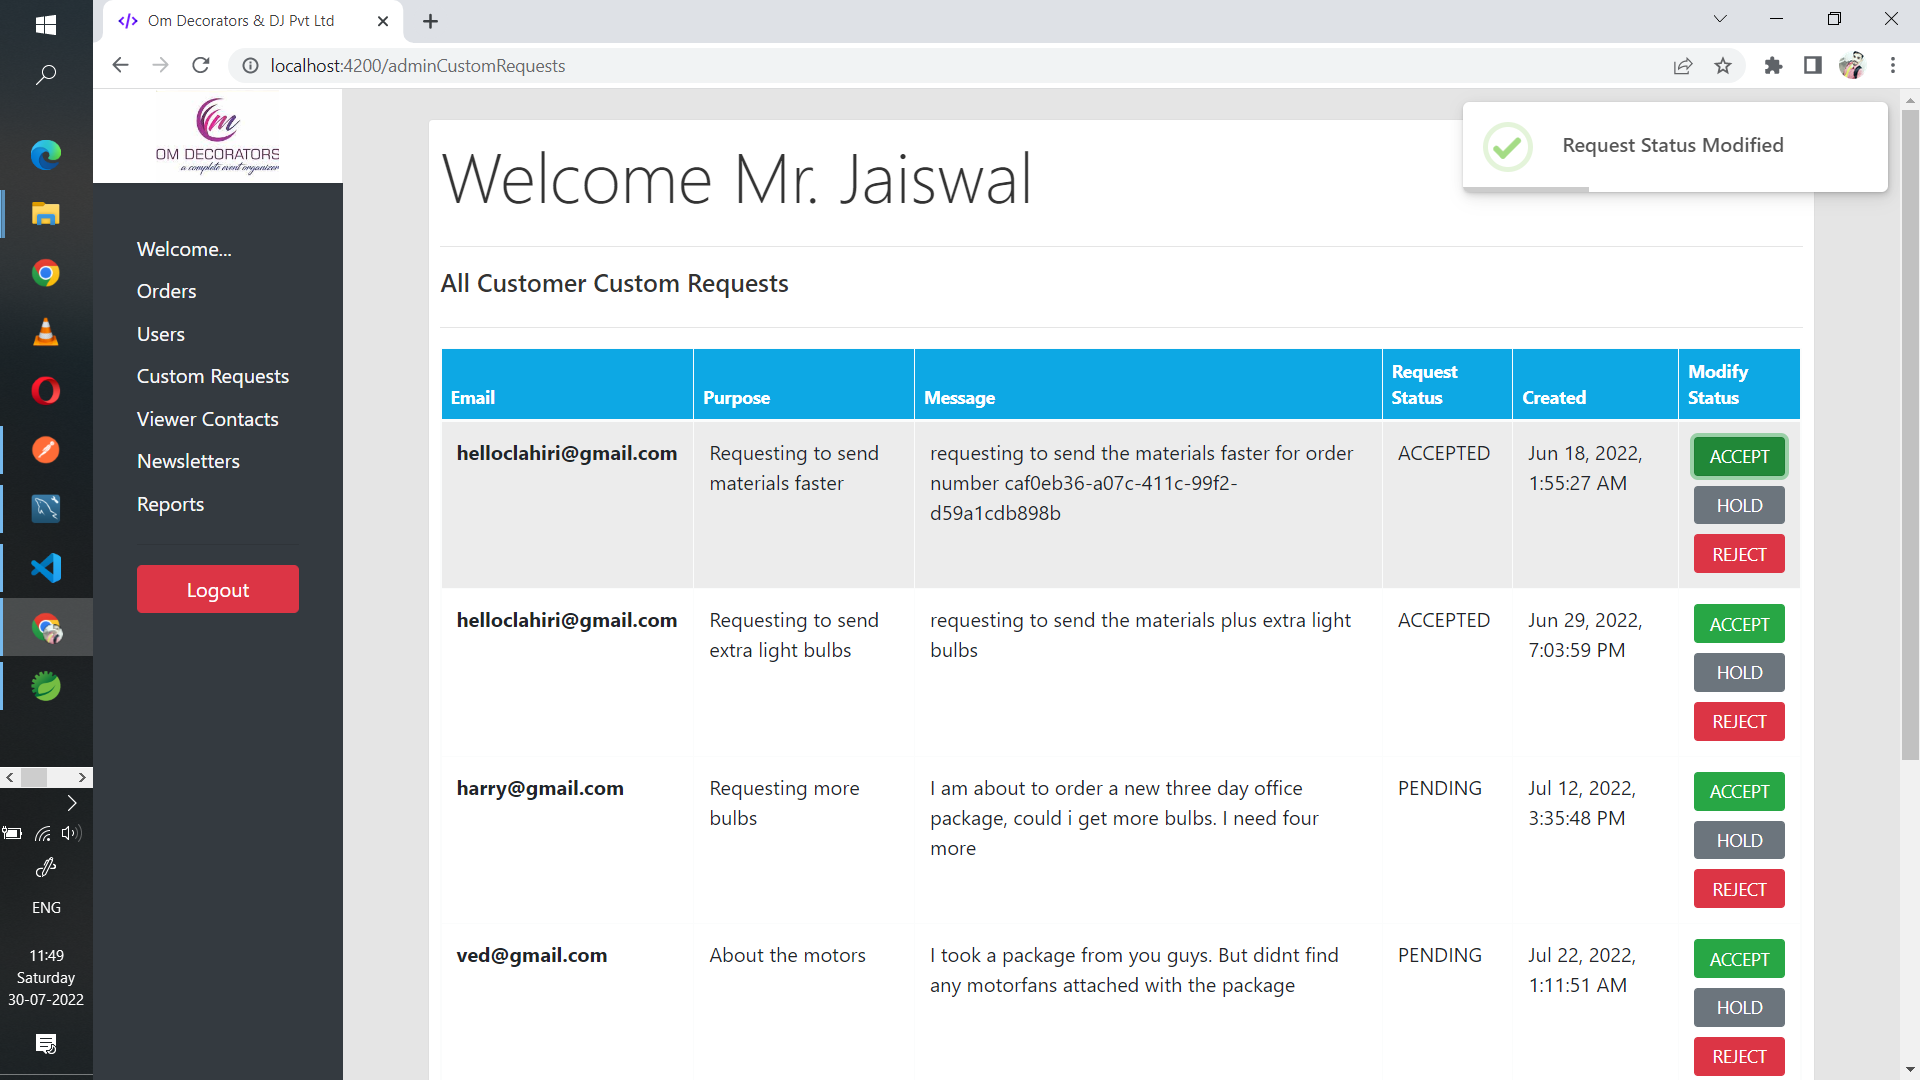 Om Decorators & DJ Pvt Ltd
localhost:4200/adminCustomRequests
m
OM DECORATORS
a complete event organizer
Request Status Modified
Welcome Mr. Jaiswal
Welcome...
Orders
Users
Custom Requests
Viewer Contacts
Newsletters
Reports
Logout
All Customer Custom Requests
Email
Purpose
Message
Request
Status
Created
Modify
Status
helloclahiri@gmail.com
Requesting to send
materials faster
requesting to send the materials faster for order
number caf0eb36-a07c-411c-99f2-
d59a1cdb898b
ACCEPTED
Jun 18, 2022,
1:55:27 AM
ACCEPT
HOLD
REJECT
helloclahiri@gmail.com
Requesting to send
extra light bulbs
requesting to send the materials plus extra light
bulbs
ACCEPTED
Jun 29, 2022,
7:03:59 PM
ACCEPT
HOLD
REJECT
harry@gmail.com
Requesting more
bulbs
I am about to order a new three day office
package, could i get more bulbs. I need four
more
PENDING
Jul 12, 2022,
3:35:48 PM
ACCEPT
HOLD
REJECT
ved@gmail.com
About the motors
I took a package from you guys. But didnt find
any motorfans attached with the package
PENDING
Jul 22, 2022,
1:11:51 AM
ACCEPT
HOLD
REJECT
ENG
11:49
Saturday
30-07-2022